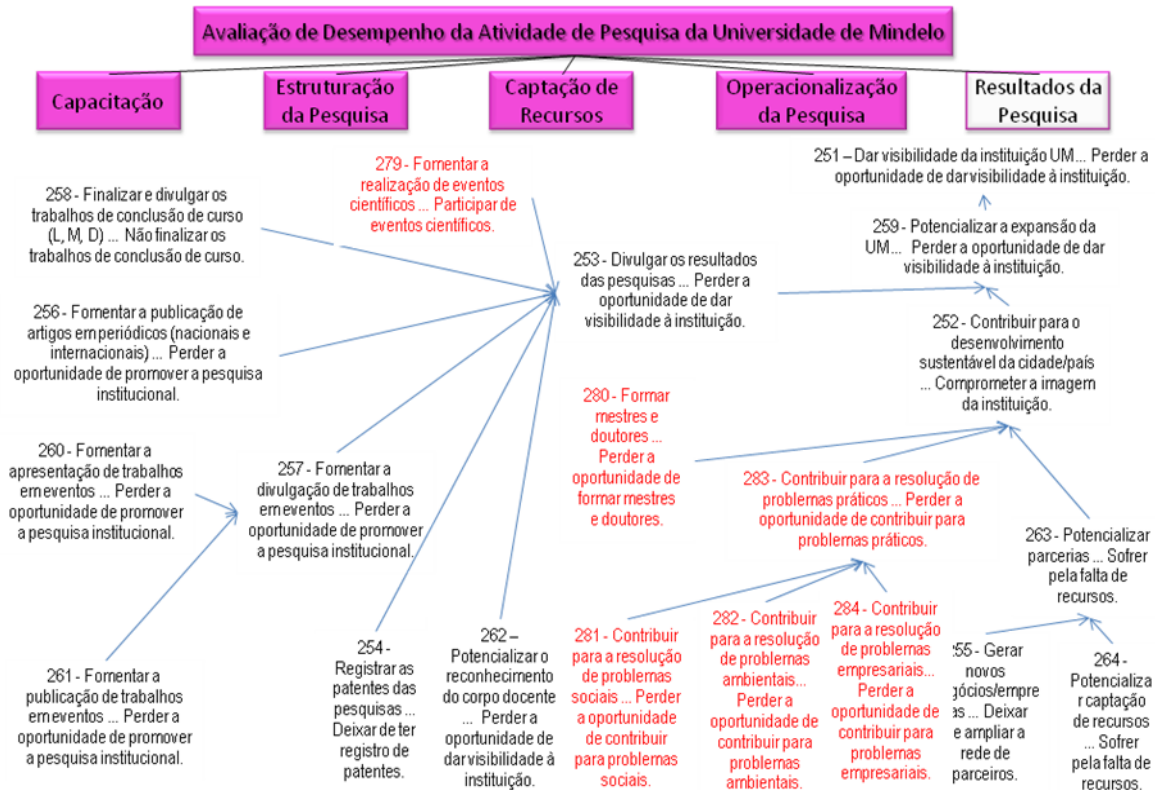 Avaliação de Desempenho da Atividade de Pesquisa da Universidade de Mindelo
Capacitação
Estruturação
da Pesquisa
Captação de
Recursos
Operacionalização
da Pesquisa
Resultados da
Pesquisa
258 - Finalizar e divulgar os
trabalhos de conclusão de curso
(L, M, D) ... Não finalizar os
trabalhos de conclusão de curso.
279 - Fomentar a
realização de eventos
científicos ... Participar de
eventos científicos.
251 – Dar visibilidade da instituição UM... Perder a
oportunidade de dar visibilidade à instituição.
259 - Potencializar a expansão da
UM... Perder a oportunidade de dar
visibilidade à instituição.
253 - Divulgar os resultados
das pesquisas ... Perder a
oportunidade de dar
visibilidade à instituição.
256 - Fomentar a publicação de
artigos em periódicos (nacionais e
internacionais) ... Perder a
oportunidade de promover a pesquisa
institucional.
252 - Contribuir para o
desenvolvimento
sustentável da cidade/país
... Comprometer a imagem
da instituição.
280 - Formar
mestres e
doutores ...
Perder a
oportunidade de
formar mestres
e doutores.
260 - Fomentar a
apresentação de trabalhos
em eventos ... Perder a
oportunidade de promover
a pesquisa institucional.
257 - Fomentar a
divulgação de trabalhos
em eventos ... Perder a
oportunidade de promover
a pesquisa institucional.
283 - Contribuir para a resolução de
problemas práticos ... Perder a
oportunidade de contribuir para
problemas práticos.
263 - Potencializar
parcerias ... Sofrer
pela falta de
recursos.
261 - Fomentar a
publicação de trabalhos
em eventos ... Perder a
oportunidade de promover
a pesquisa institucional.
254 -
Registrar as
patentes das
pesquisas ...
Deixar de ter
registro de
patentes.
262 –
Potencializar o
reconhecimento
do corpo docente
... Perder a
oportunidade de
dar visibilidade à
instituição.
281 - Contribuir
para a resolução
de problemas
sociais ... Perder
a oportunidade
de contribuir
para problemas
sociais.
282 - Contribuir
para a resolução
de problemas
ambientais...
Perder a
oportunidade de
contribuir para
problemas
ambientais.
284 - Contribuir
para a resolução
de problemas
empresariais...
Perder a
oportunidade de
contribuir para
problemas
empresariais.
55 - Gerar
novos
gócios/empre
as ... Deixar
e ampliar a
rede de
parceiros.
264 -
Potencializa
r captação
de recursos
... Sofrer
pela falta de
recursos.